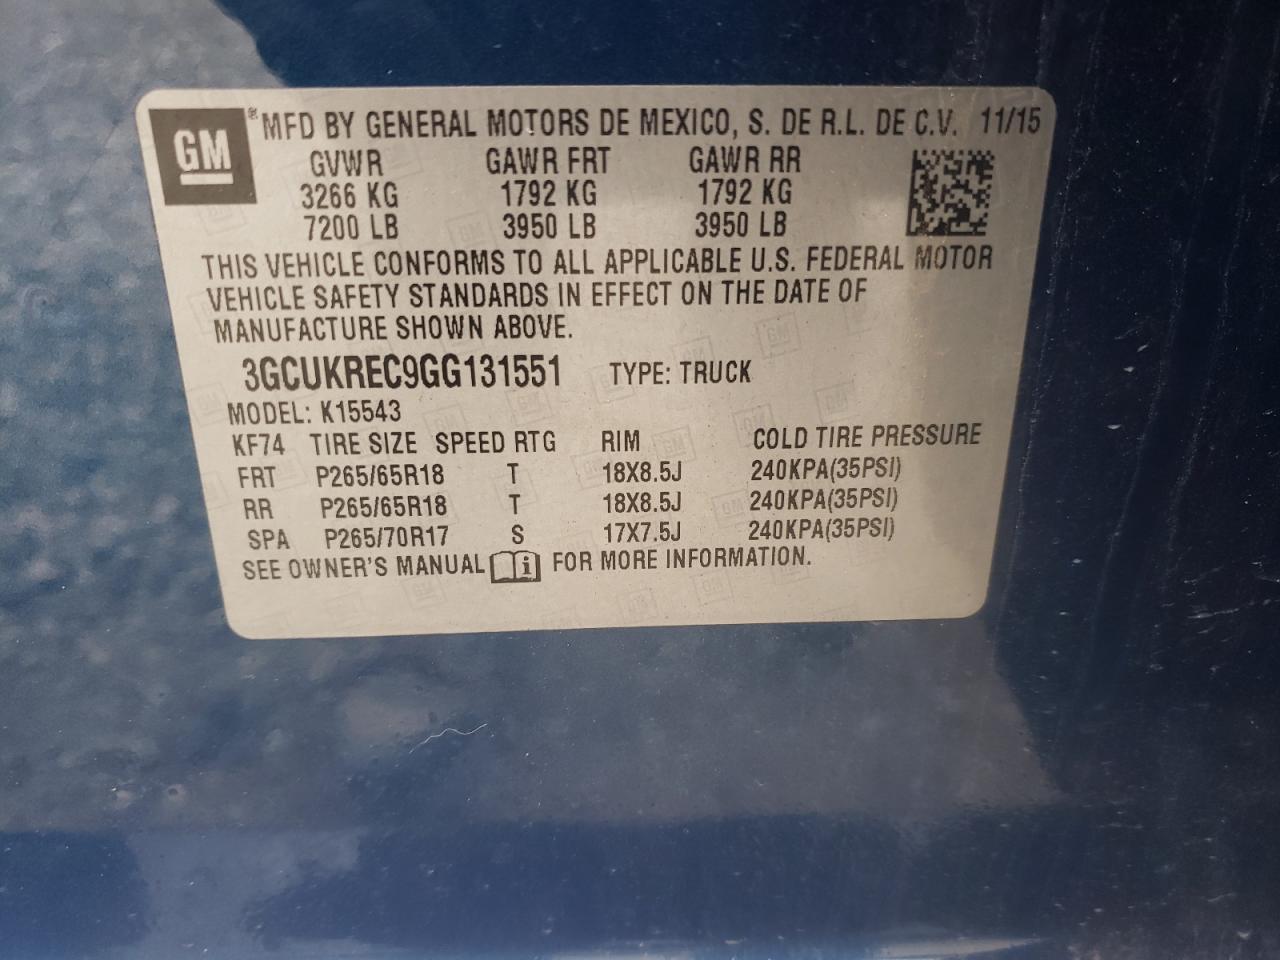 GM ® MFD BY GENERAL MOTORS DE MEXICO, S. DE R.L. DE C.V. 11/15
GVWR GAWR FRT GAWR RR
3266 KG 1792 KG 1792 KG
7200 LB 3950 LB 3950 LB
THIS VEHICLE CONFORMS TO ALL APPLICABLE U.S. FEDERAL MOTOR
VEHICLE SAFETY STANDARDS IN EFFECT ON THE DATE OF
MANUFACTURE SHOWN ABOVE.
3GCUKREC9GG131551 TYPE: TRUCK
MODEL: K15543
KF74 TIRE SIZE SPEED RTG RIM COLD TIRE PRESSURE
FRT P265/65R18 T 18X8.5J 240KPA(35PSI)
RR P265/65R18 T 18X8.5J 240KPA(35PSI)
SPA P265/70R17 S 17X7.5J 240KPA(35PSI)
SEE OWNER'S MANUAL i FOR MORE INFORMATION.